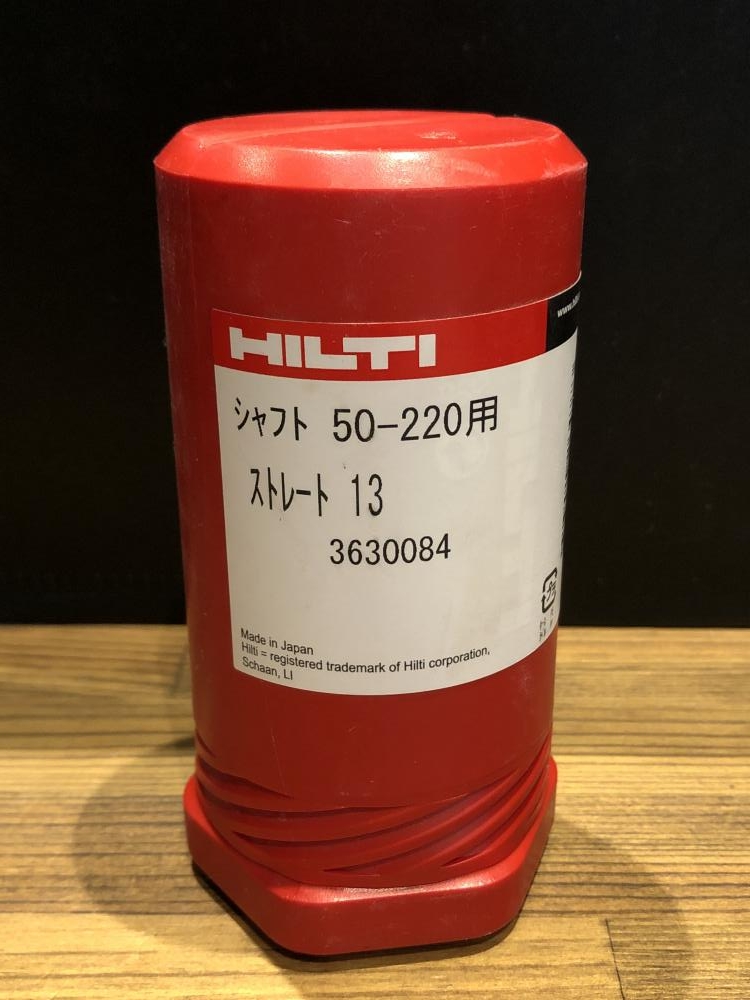 HILTI
シャフト 50-220用
ストレート 13
3630084
Made in Japan
Hilti = registered trademark of Hilti corporation,
Schaan, LI